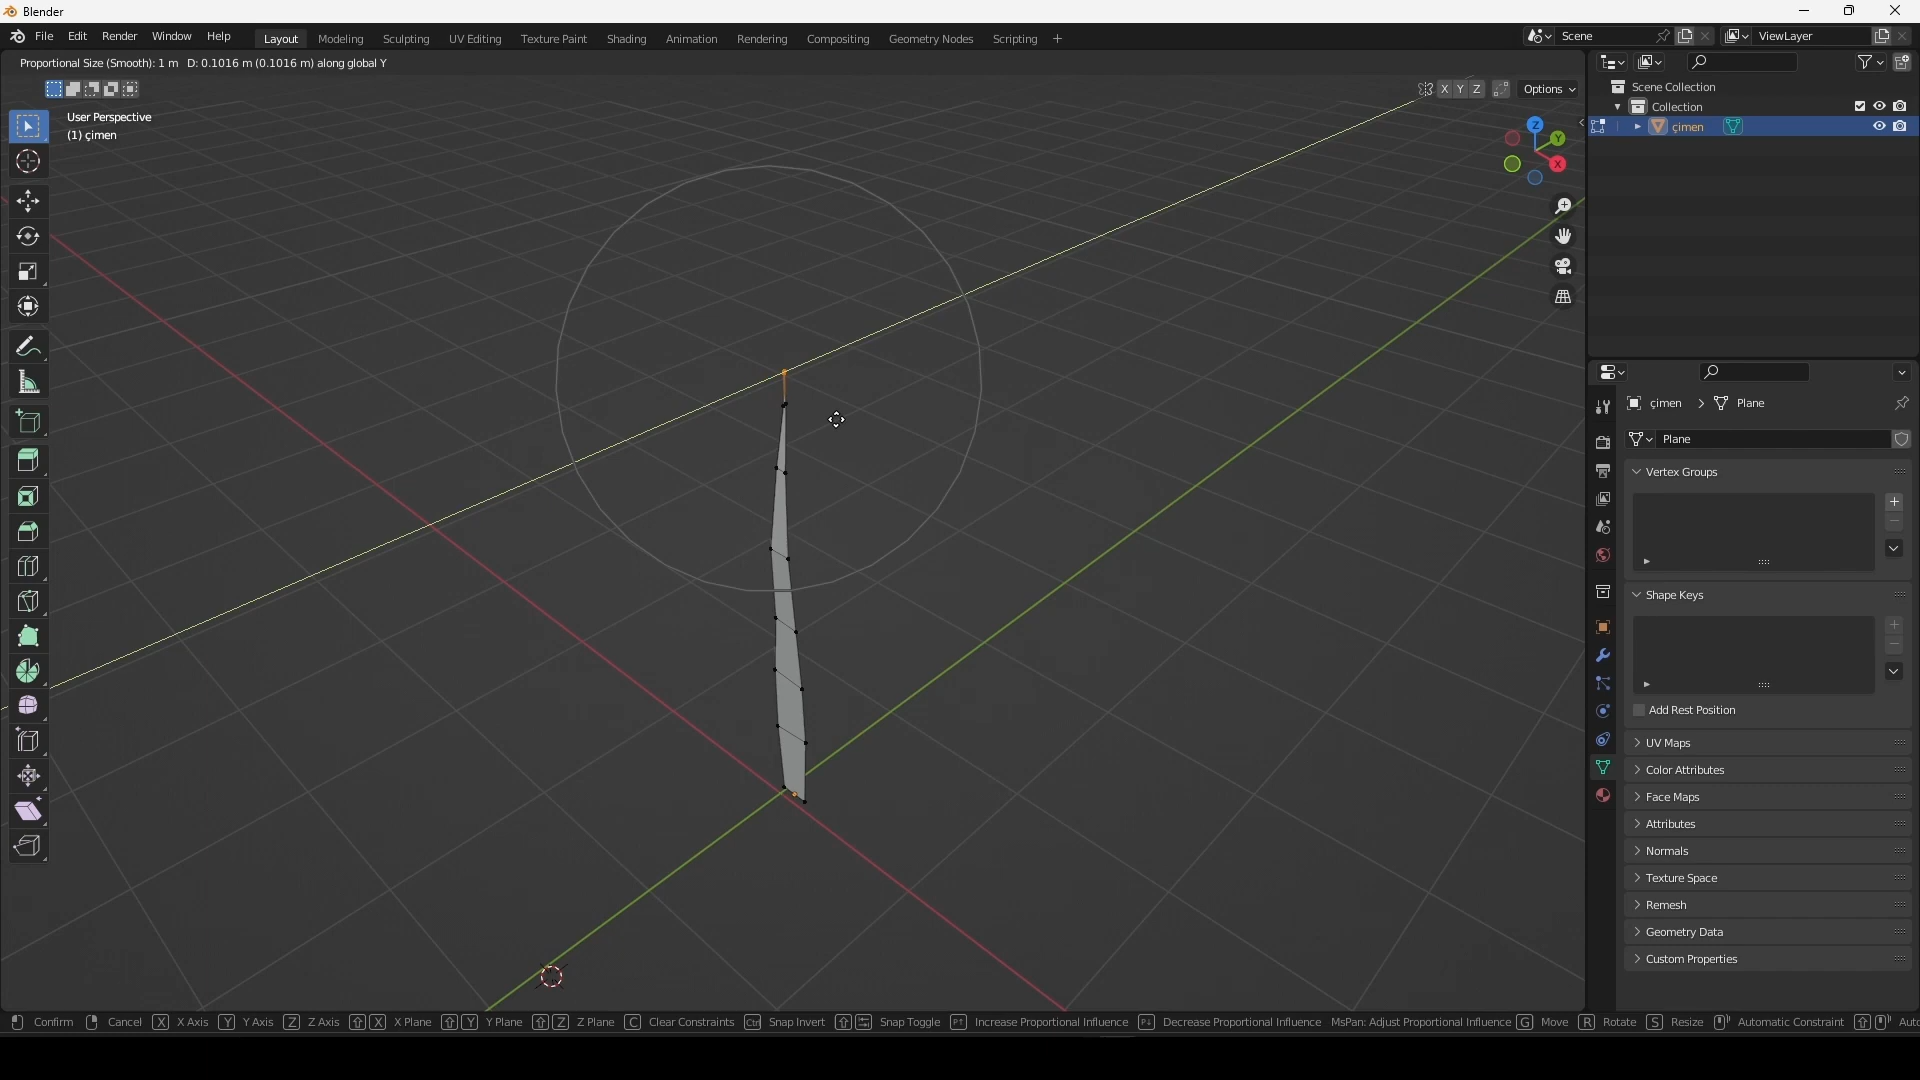 Blender
File Edit Render Window Help Layout Modeling Sculpting UV Editing Texture Paint Shading Animation Rendering Compositing Geometry Nodes Scripting + Scene ViewLayer
Proportional Size (Smooth): 1 m D: 0.1016 m (0.1016 m) along global Y
X Y Z Options
User Perspective
(1) çimen
Z
Y
X
Scene Collection
Collection
çimen
çimen > Plane
Plane
Vertex Groups
Shape Keys
Add Rest Position
UV Maps
Color Attributes
Face Maps
Attributes
Normals
Texture Space
Remesh
Geometry Data
Custom Properties
Confirm Cancel X X Axis Y Y Axis Z Z Axis X X Plane Y Y Plane Z Z Plane C Clear Constraints Ctrl Snap Invert Snap Toggle P↑ Increase Proportional Influence P↓ Decrease Proportional Influence MsPan: Adjust Proportional Influence G Move R Rotate S Resize Automatic Constraint Auto